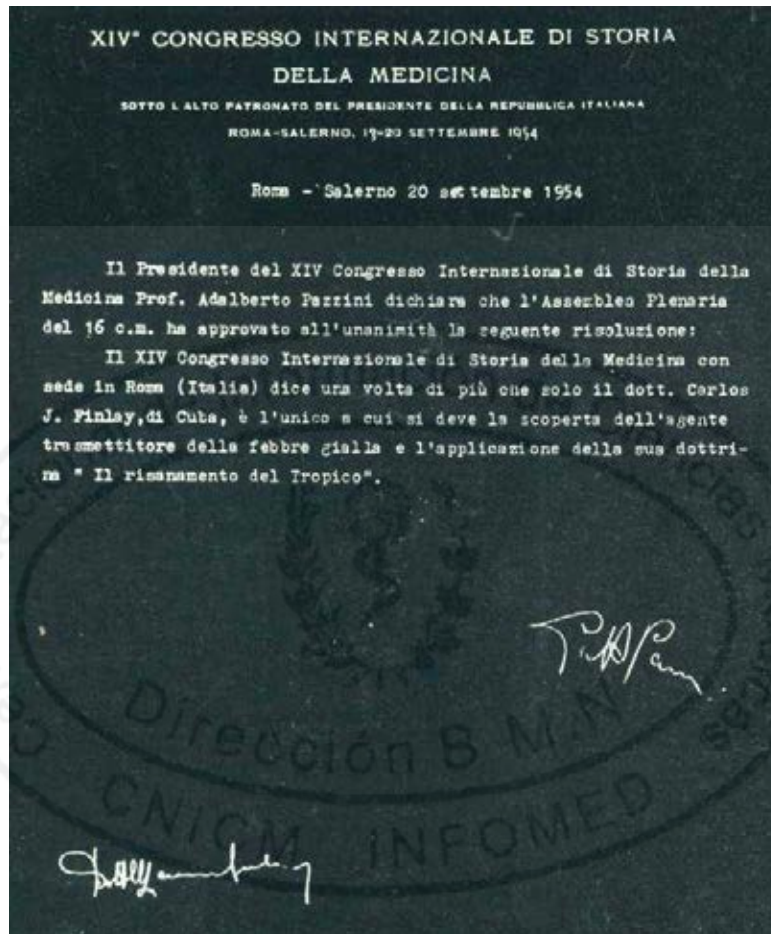 XIV° CONGRESSO INTERNAZIONALE DI STORIA
DELLA MEDICINA
SOTTO L'ALTO PATRONATO DEL PRESIDENTE DELLA REPUBBLICA ITALIANA
ROMA-SALERNO, 13-20 SETTEMBRE 1954
Roma - Salerno 20 settembre 1954
Il Presidente del XIV Congresso Internazionale di Storia della
Medicina Prof. Adalberto Pazzini dichiara che l'Assemblea Plenaria
del 16 c.m. ha approvato all'unanimità la seguente risoluzione:
Il XIV Congresso Internazionale di Storia della Medicina con
sede in Roma (Italia) dice una volta di più che solo il dott. Carlos
J. Finlay,di Cuba, è l'unico a cui si deve la scoperta dell'agente
trasmettitore della febbre gialla e l'applicazione della sua dottri-
na " Il risanamento del Tropico".
Dirección B M.N
CNICM INFOMED